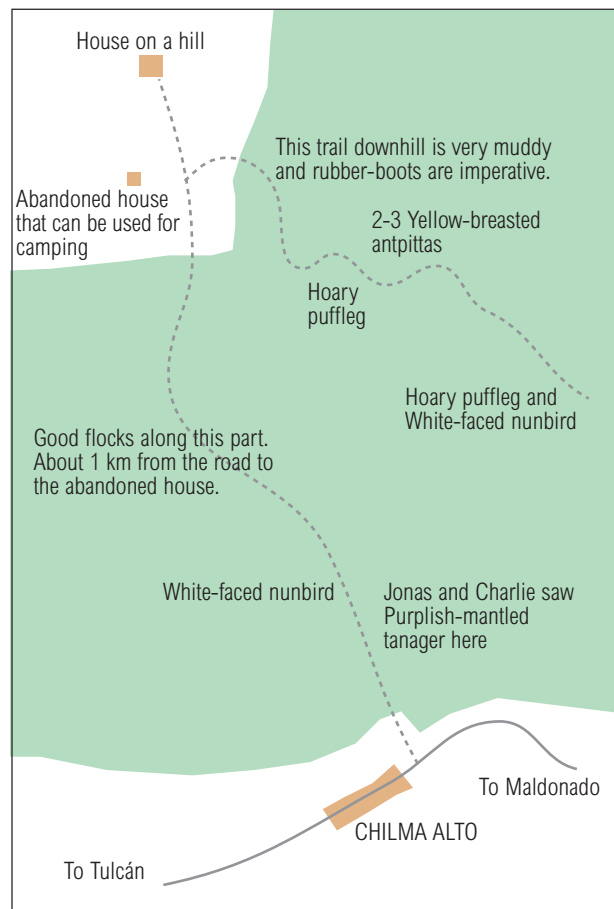 House on a hill
This trail downhill is very muddy
and rubber-boots are imperative.
Abandoned house
that can be used for
camping
2-3 Yellow-breasted
antpittas
Hoary
puffleg
Hoary puffleg and
White-faced nunbird
Good flocks along this part.
About 1 km from the road to
the abandoned house.
White-faced nunbird
Jonas and Charlie saw
Purplish-mantled
tanager here
To Maldonado
CHILMA ALTO
To Tulcán